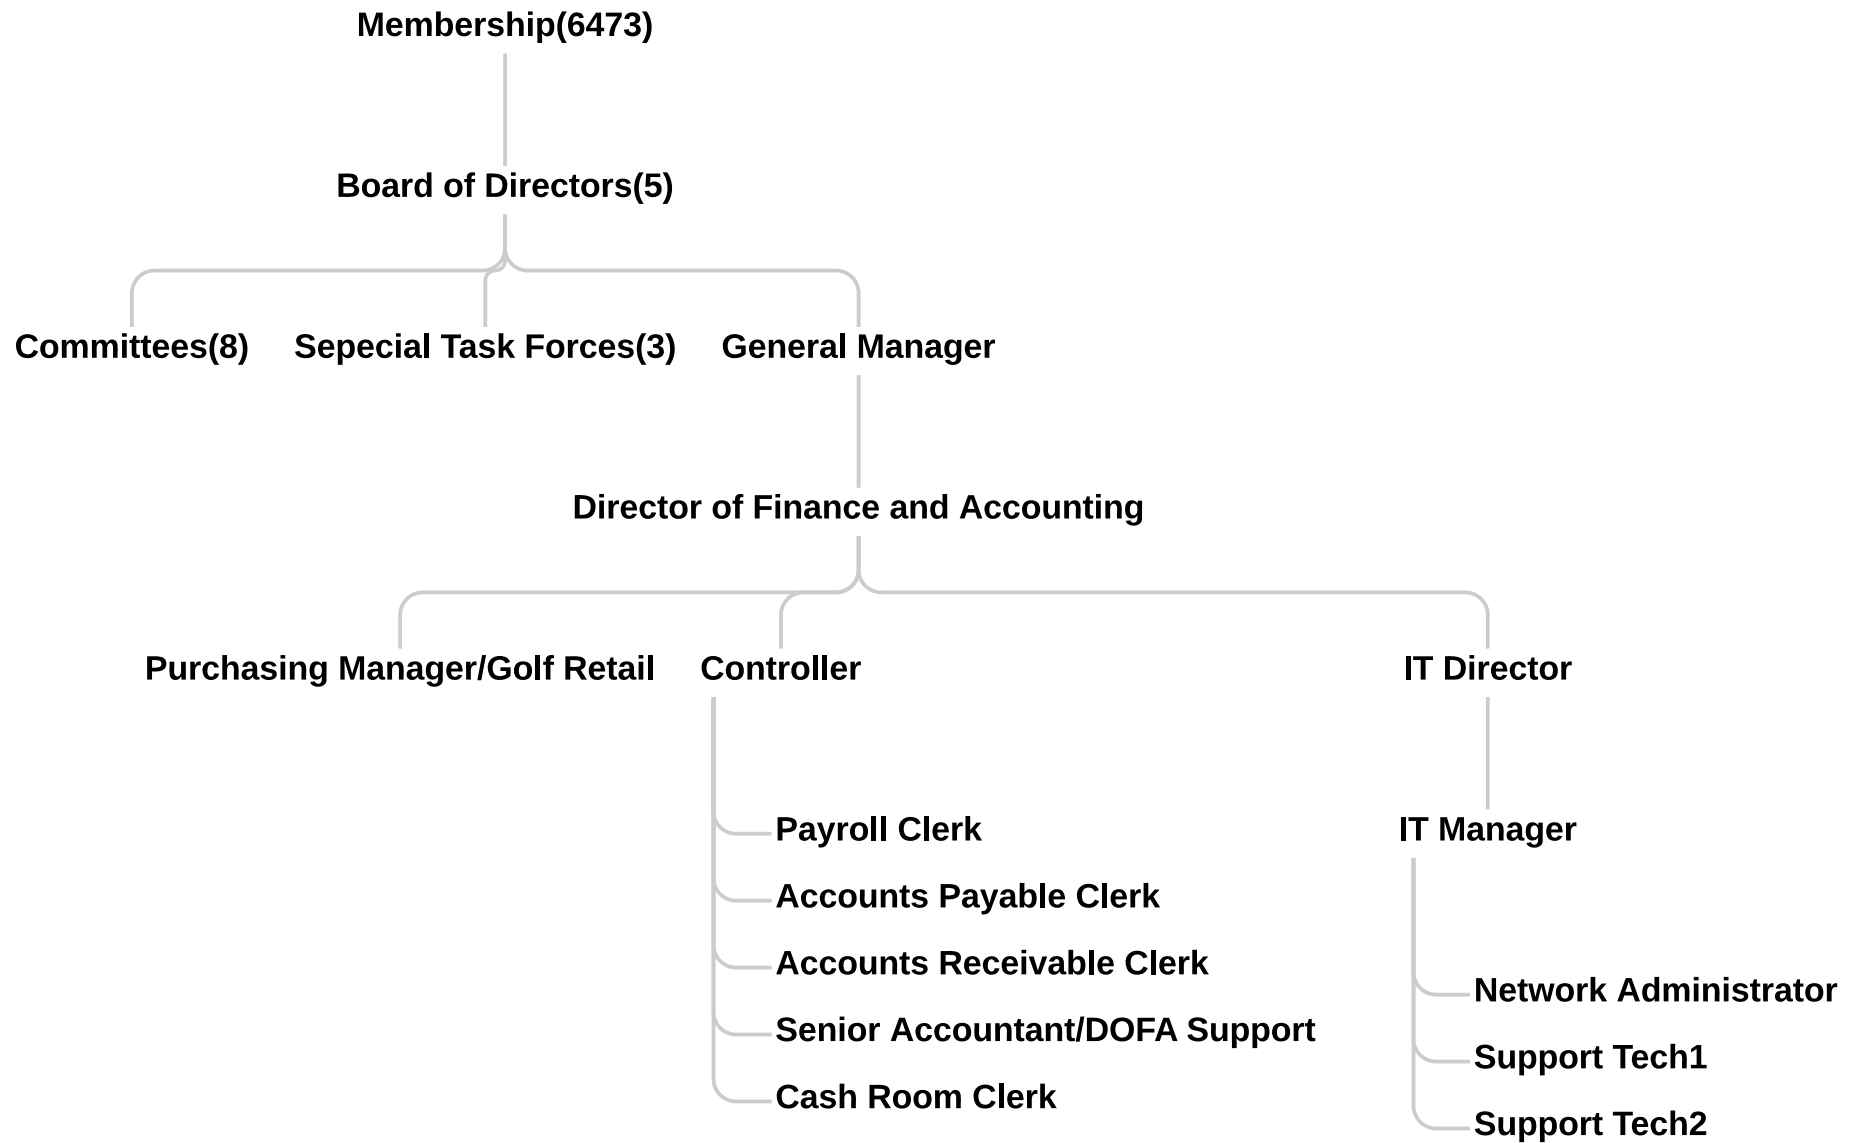 Membership(6473)
Board of Directors(5)
Committees(8)
Sepecial Task Forces(3)
General Manager
Director of Finance and Accounting
Purchasing Manager/Golf Retail
Controller
IT Director
Payroll Clerk
Accounts Payable Clerk
Accounts Receivable Clerk
Senior Accountant/DOFA Support
Cash Room Clerk
IT Manager
Network Administrator
Support Tech1
Support Tech2